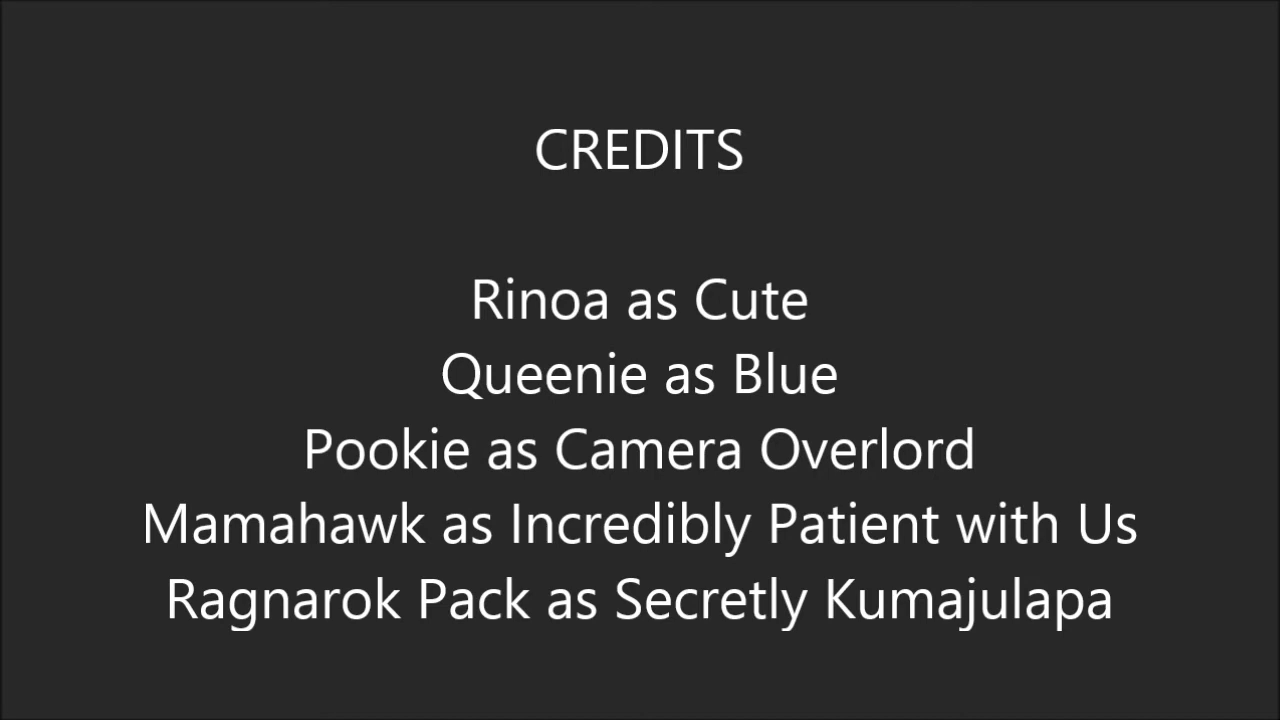 CREDITS
Rinoa as Cute
Queenie as Blue
Pookie as Camera Overlord
Mamahawk as Incredibly Patient with Us
Ragnarok Pack as Secretly Kumajulapa